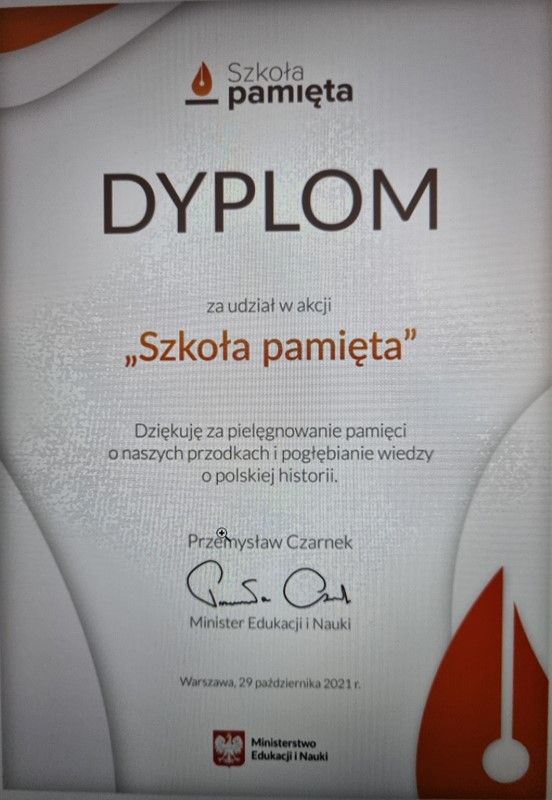 Szkoła
pamięta
DYPLOM
za udział w akcji
„Szkoła pamięta”
Dziękuję za pielęgnowanie pamięci
o naszych przodkach i pogłębianie wiedzy
o polskiej historii.
Przemysław Czarnek
Minister Edukacji i Nauki
Warszawa, 29 października 2021 r.
Ministerstwo
Edukacji i Nauki